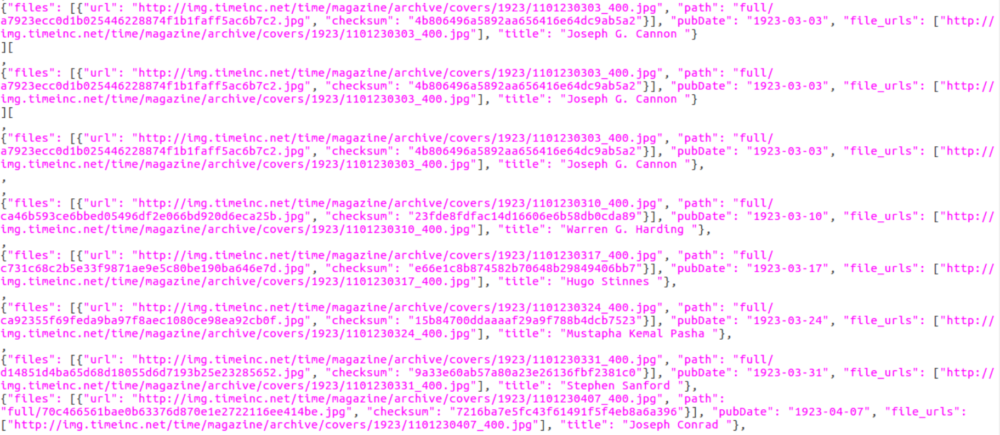 {"files": [{"url": "http://img.timeinc.net/time/magazine/archive/covers/1923/1101230303_400.jpg", "path": "full/
a7923ecc0d1b025446228874f1b1faff5ac6b7c2.jpg", "checksum": "4b806496a5892aa656416e64dc9ab5a2"}], "pubDate": "1923-03-03", "file_urls": ["http://
img.timeinc.net/time/magazine/archive/covers/1923/1101230303_400.jpg"], "title": "Joseph G. Cannon "}
][
,
{"files": [{"url": "http://img.timeinc.net/time/magazine/archive/covers/1923/1101230303_400.jpg", "path": "full/
a7923ecc0d1b025446228874f1b1faff5ac6b7c2.jpg", "checksum": "4b806496a5892aa656416e64dc9ab5a2"}], "pubDate": "1923-03-03", "file_urls": ["http://
img.timeinc.net/time/magazine/archive/covers/1923/1101230303_400.jpg"], "title": "Joseph G. Cannon "}
][
,
{"files": [{"url": "http://img.timeinc.net/time/magazine/archive/covers/1923/1101230303_400.jpg", "path": "full/
a7923ecc0d1b025446228874f1b1faff5ac6b7c2.jpg", "checksum": "4b806496a5892aa656416e64dc9ab5a2"}], "pubDate": "1923-03-03", "file_urls": ["http://
img.timeinc.net/time/magazine/archive/covers/1923/1101230303_400.jpg"], "title": "Joseph G. Cannon "},
,
,
{"files": [{"url": "http://img.timeinc.net/time/magazine/archive/covers/1923/1101230310_400.jpg", "path": "full/
ca46b593ce6bbed05496df2e066bd920d6eca25b.jpg", "checksum": "23fde8fdfac14d16606e6b58db0cda89"}], "pubDate": "1923-03-10", "file_urls": ["http://
img.timeinc.net/time/magazine/archive/covers/1923/1101230310_400.jpg"], "title": "Warren G. Harding "},
,
{"files": [{"url": "http://img.timeinc.net/time/magazine/archive/covers/1923/1101230317_400.jpg", "path": "full/
c731c68c2b5e33f9871ae9e5c80be190ba646e7d.jpg", "checksum": "e66e1c8b874582b70648b29849406bb7"}], "pubDate": "1923-03-17", "file_urls": ["http://
img.timeinc.net/time/magazine/archive/covers/1923/1101230317_400.jpg"], "title": "Hugo Stinnes "},
,
{"files": [{"url": "http://img.timeinc.net/time/magazine/archive/covers/1923/1101230324_400.jpg", "path": "full/
ca92355f69feda9ba97f8aec1080ce98ea92cb0f.jpg", "checksum": "15b84700ddaaaaf29a9f788b4dcb7523"}], "pubDate": "1923-03-24", "file_urls": ["http://
img.timeinc.net/time/magazine/archive/covers/1923/1101230324_400.jpg"], "title": "Mustapha Kemal Pasha "},
,
{"files": [{"url": "http://img.timeinc.net/time/magazine/archive/covers/1923/1101230331_400.jpg", "path": "full/
d14851d4ba65d68d18055d6d7193b25e23285652.jpg", "checksum": "9a33e60ab57a80a23e26136fbf2381c0"}], "pubDate": "1923-03-31", "file_urls": ["http://
img.timeinc.net/time/magazine/archive/covers/1923/1101230331_400.jpg"], "title": "Stephen Sanford "},
{"files": [{"url": "http://img.timeinc.net/time/magazine/archive/covers/1923/1101230407_400.jpg", "path":
"full/70c466561bae0b63376d870e1e2722116ee414be.jpg", "checksum": "7216ba7e5fc43f61491f5f4eb8a6a396"}], "pubDate": "1923-04-07", "file_urls":
["http://img.timeinc.net/time/magazine/archive/covers/1923/1101230407_400.jpg"], "title": "Joseph Conrad "},